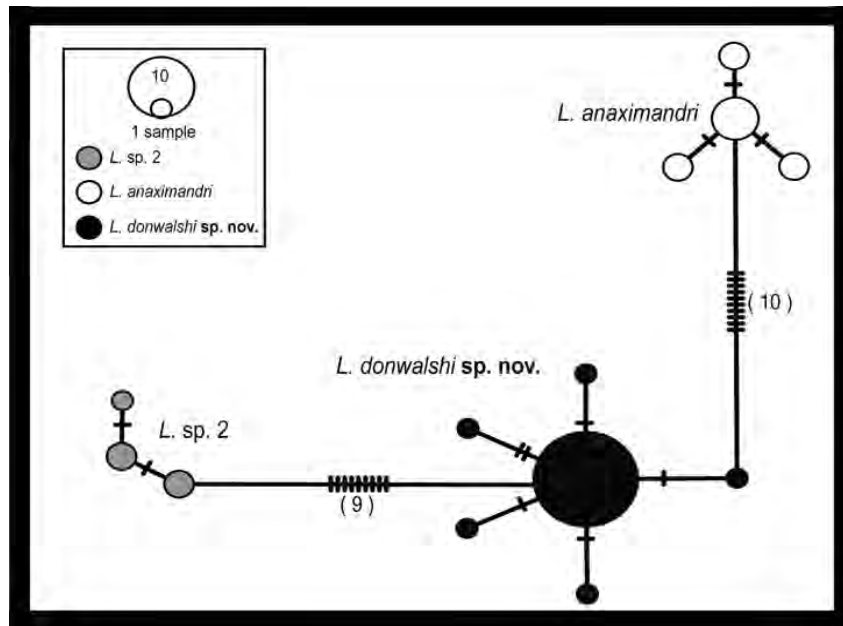 10
1 sample
L. sp. 2
L. anaximandri
L. donwalshi sp. nov.
L. anaximandri
( 10 )
L. donwalshi sp. nov.
L. sp. 2
( 9 )